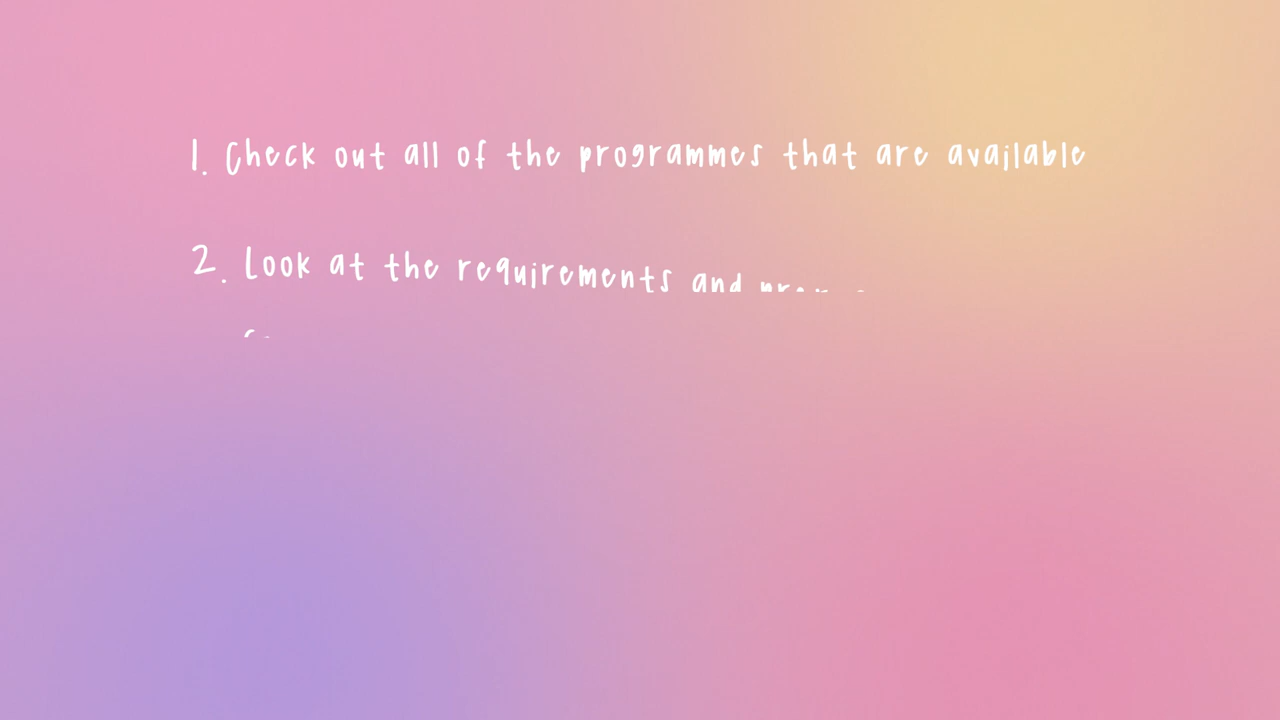 1. Check out all of the programmes that are available
2. Look at the requirements and